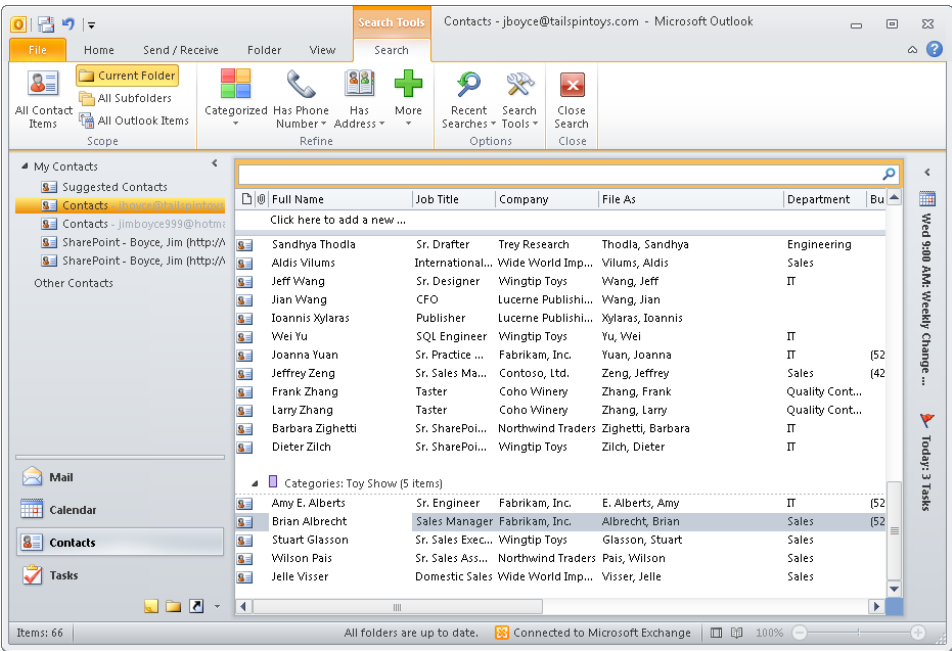 Search Tools
Contacts - jboyce@tailspintoys.com - Microsoft Outlook
File Home Send / Receive Folder View Search
All Contact Items
Current Folder
All Subfolders
All Outlook Items
Scope
Categorized
Has Phone Number
Has Address
More
Refine
Recent Searches
Search Tools
Options
Close Search
Close
My Contacts
Suggested Contacts
Contacts - jboyce@tailspintoys
Contacts - jimboyce999@hotma
SharePoint - Boyce, Jim (http://
SharePoint - Boyce, Jim (http://
Other Contacts
Mail
Calendar
Contacts
Tasks
Full Name Job Title Company File As Department Bu
Click here to add a new ...
Sandhya Thodla Sr. Drafter Trey Research Thodla, Sandhya Engineering
Aldis Vilums International... Wide World Imp... Vilums, Aldis Sales
Jeff Wang Sr. Designer Wingtip Toys Wang, Jeff IT
Jian Wang CFO Lucerne Publishi... Wang, Jian
Ioannis Xylaras Publisher Lucerne Publishi... Xylaras, Ioannis
Wei Yu SQL Engineer Wingtip Toys Yu, Wei IT
Joanna Yuan Sr. Practice ... Fabrikam, Inc. Yuan, Joanna IT (52
Jeffrey Zeng Sr. Sales Ma... Contoso, Ltd. Zeng, Jeffrey Sales (42
Frank Zhang Taster Coho Winery Zhang, Frank Quality Cont...
Larry Zhang Taster Coho Winery Zhang, Larry Quality Cont...
Barbara Zighetti Sr. SharePoi... Northwind Traders Zighetti, Barbara IT
Dieter Zilch Sr. SharePoi... Wingtip Toys Zilch, Dieter IT
Categories: Toy Show (5 items)
Amy E. Alberts Sr. Engineer Fabrikam, Inc. E. Alberts, Amy IT (52
Brian Albrecht Sales Manager Fabrikam, Inc. Albrecht, Brian Sales (52
Stuart Glasson Sr. Sales Exec... Wingtip Toys Glasson, Stuart Sales
Wilson Pais Sr. Sales Ass... Northwind Traders Pais, Wilson Sales
Jelle Visser Domestic Sales Wide World Imp... Visser, Jelle Sales
Wed 9:00 AM: Weekly Change ...
Today: 3 Tasks
Items: 66
All folders are up to date.
Connected to Microsoft Exchange
100%